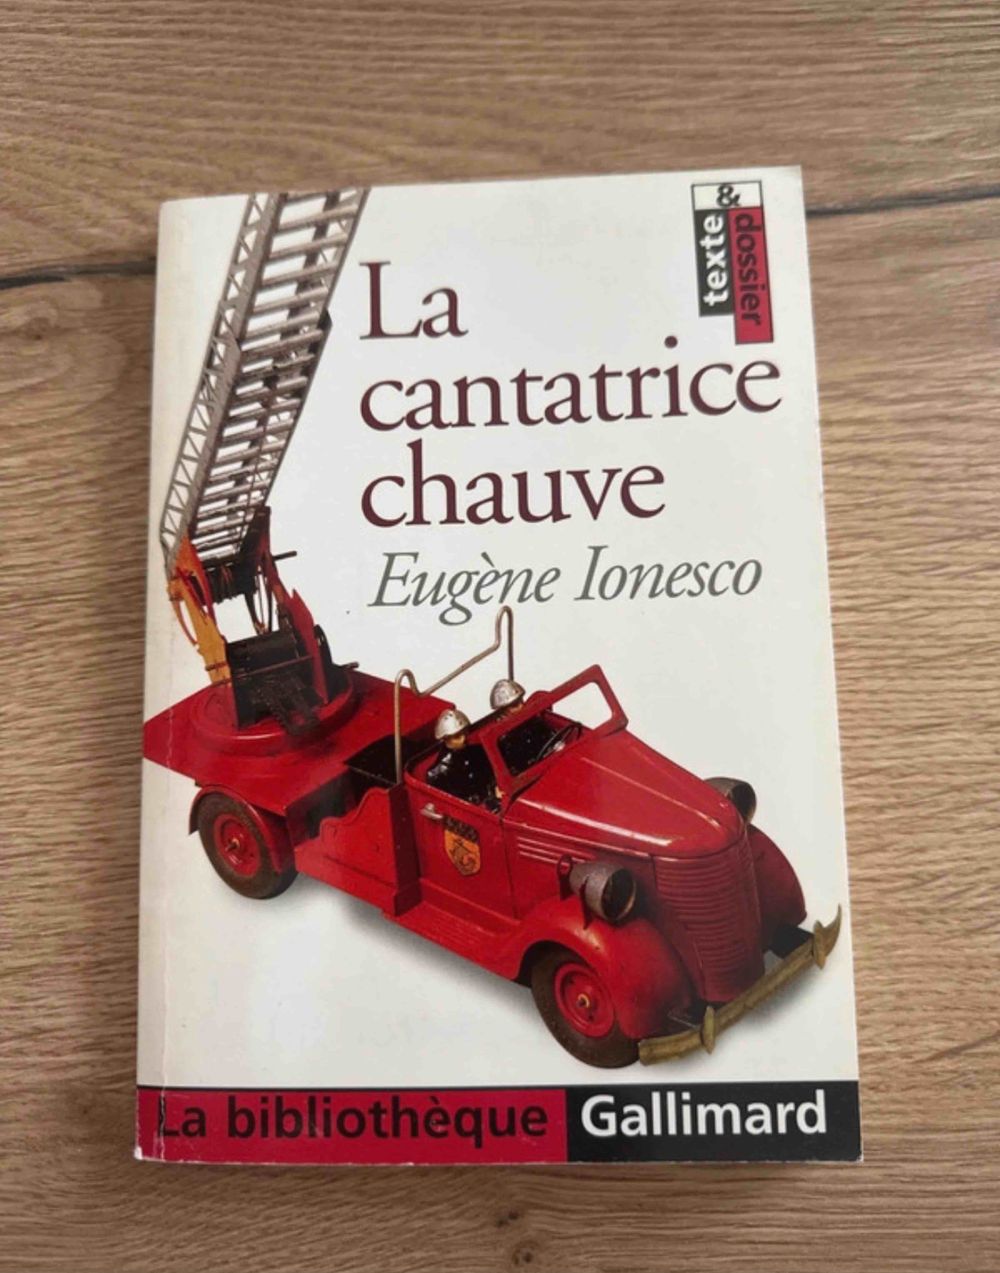 texte
&
dossier
La
cantatrice
chauve
Eugène Ionesco
La bibliothèque Gallimard